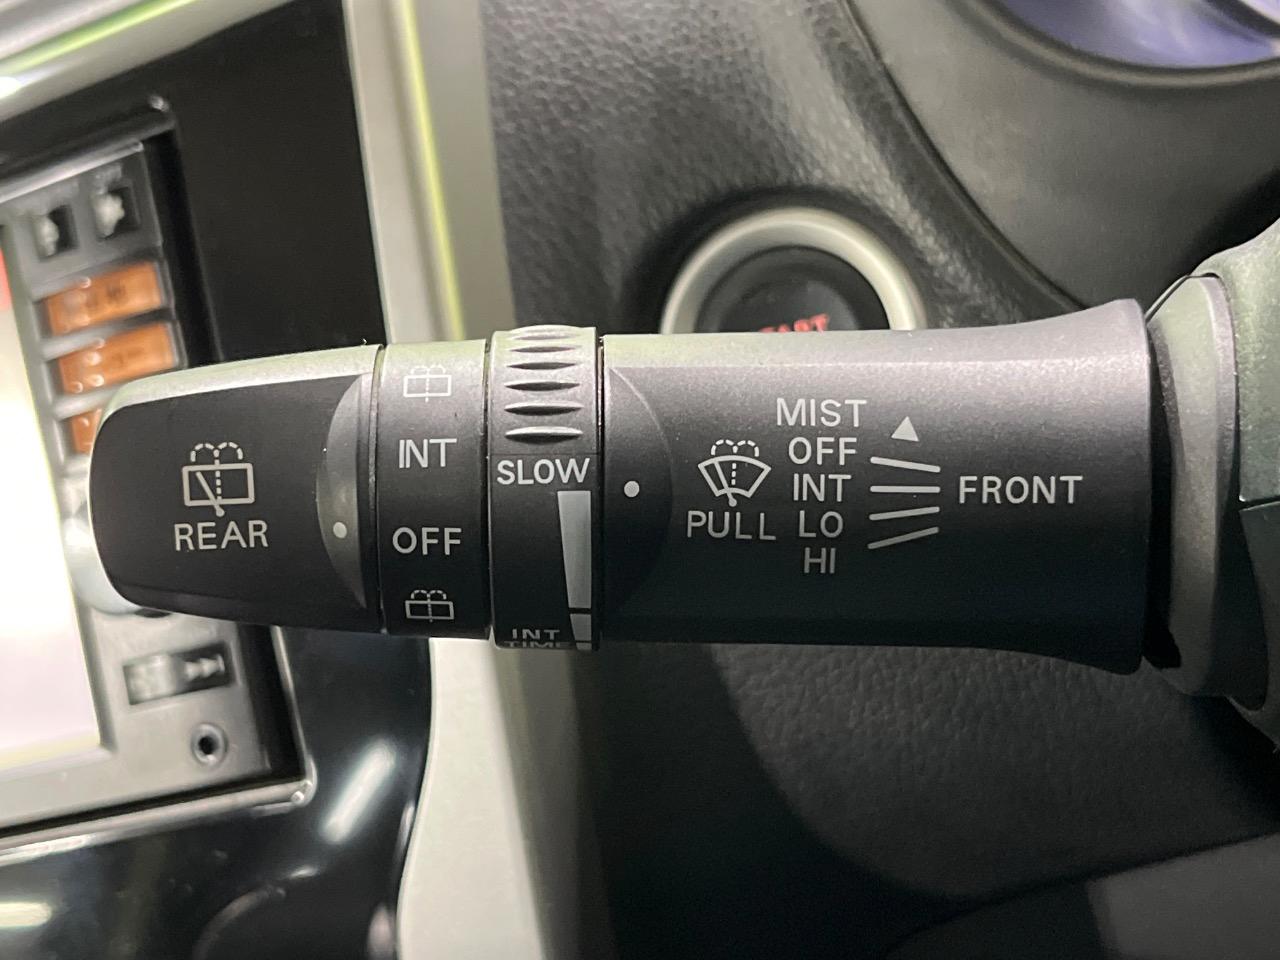 REAR
INT
OFF
SLOW
INT
TIME
MIST
OFF
INT
LO
HI
PULL
FRONT